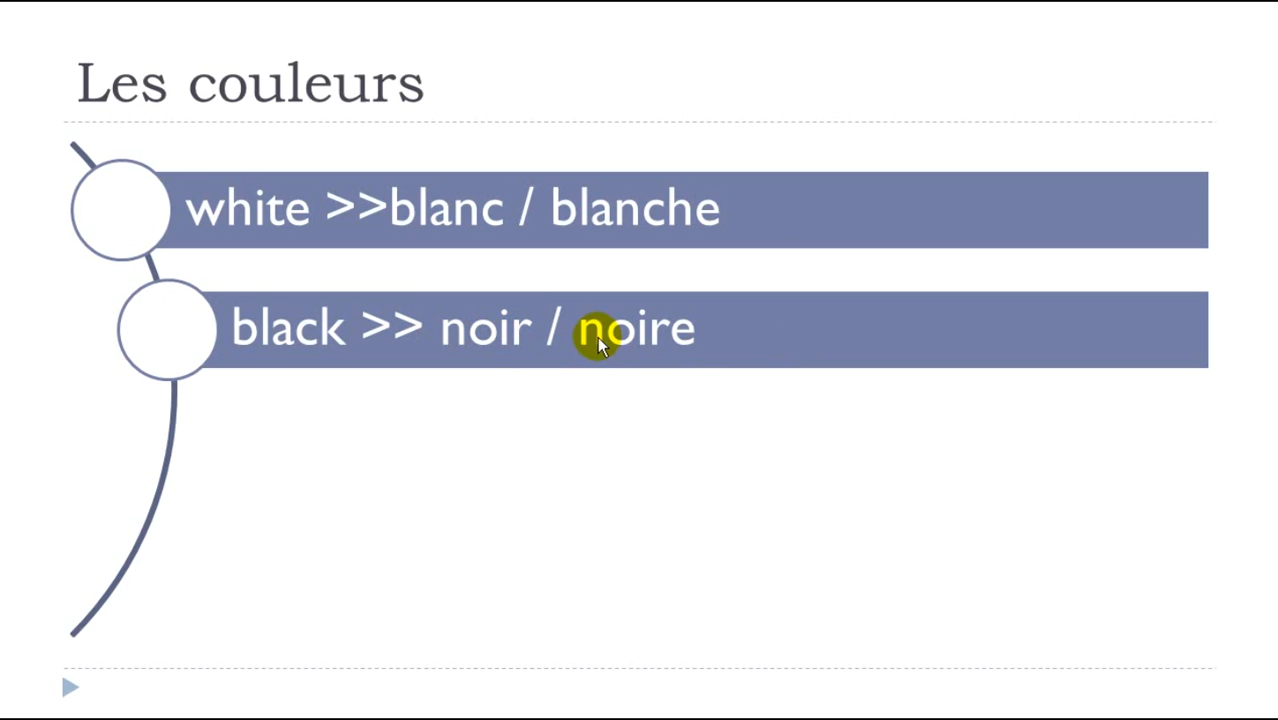 Les couleurs
white >>blanc / blanche
black >> noir / noire